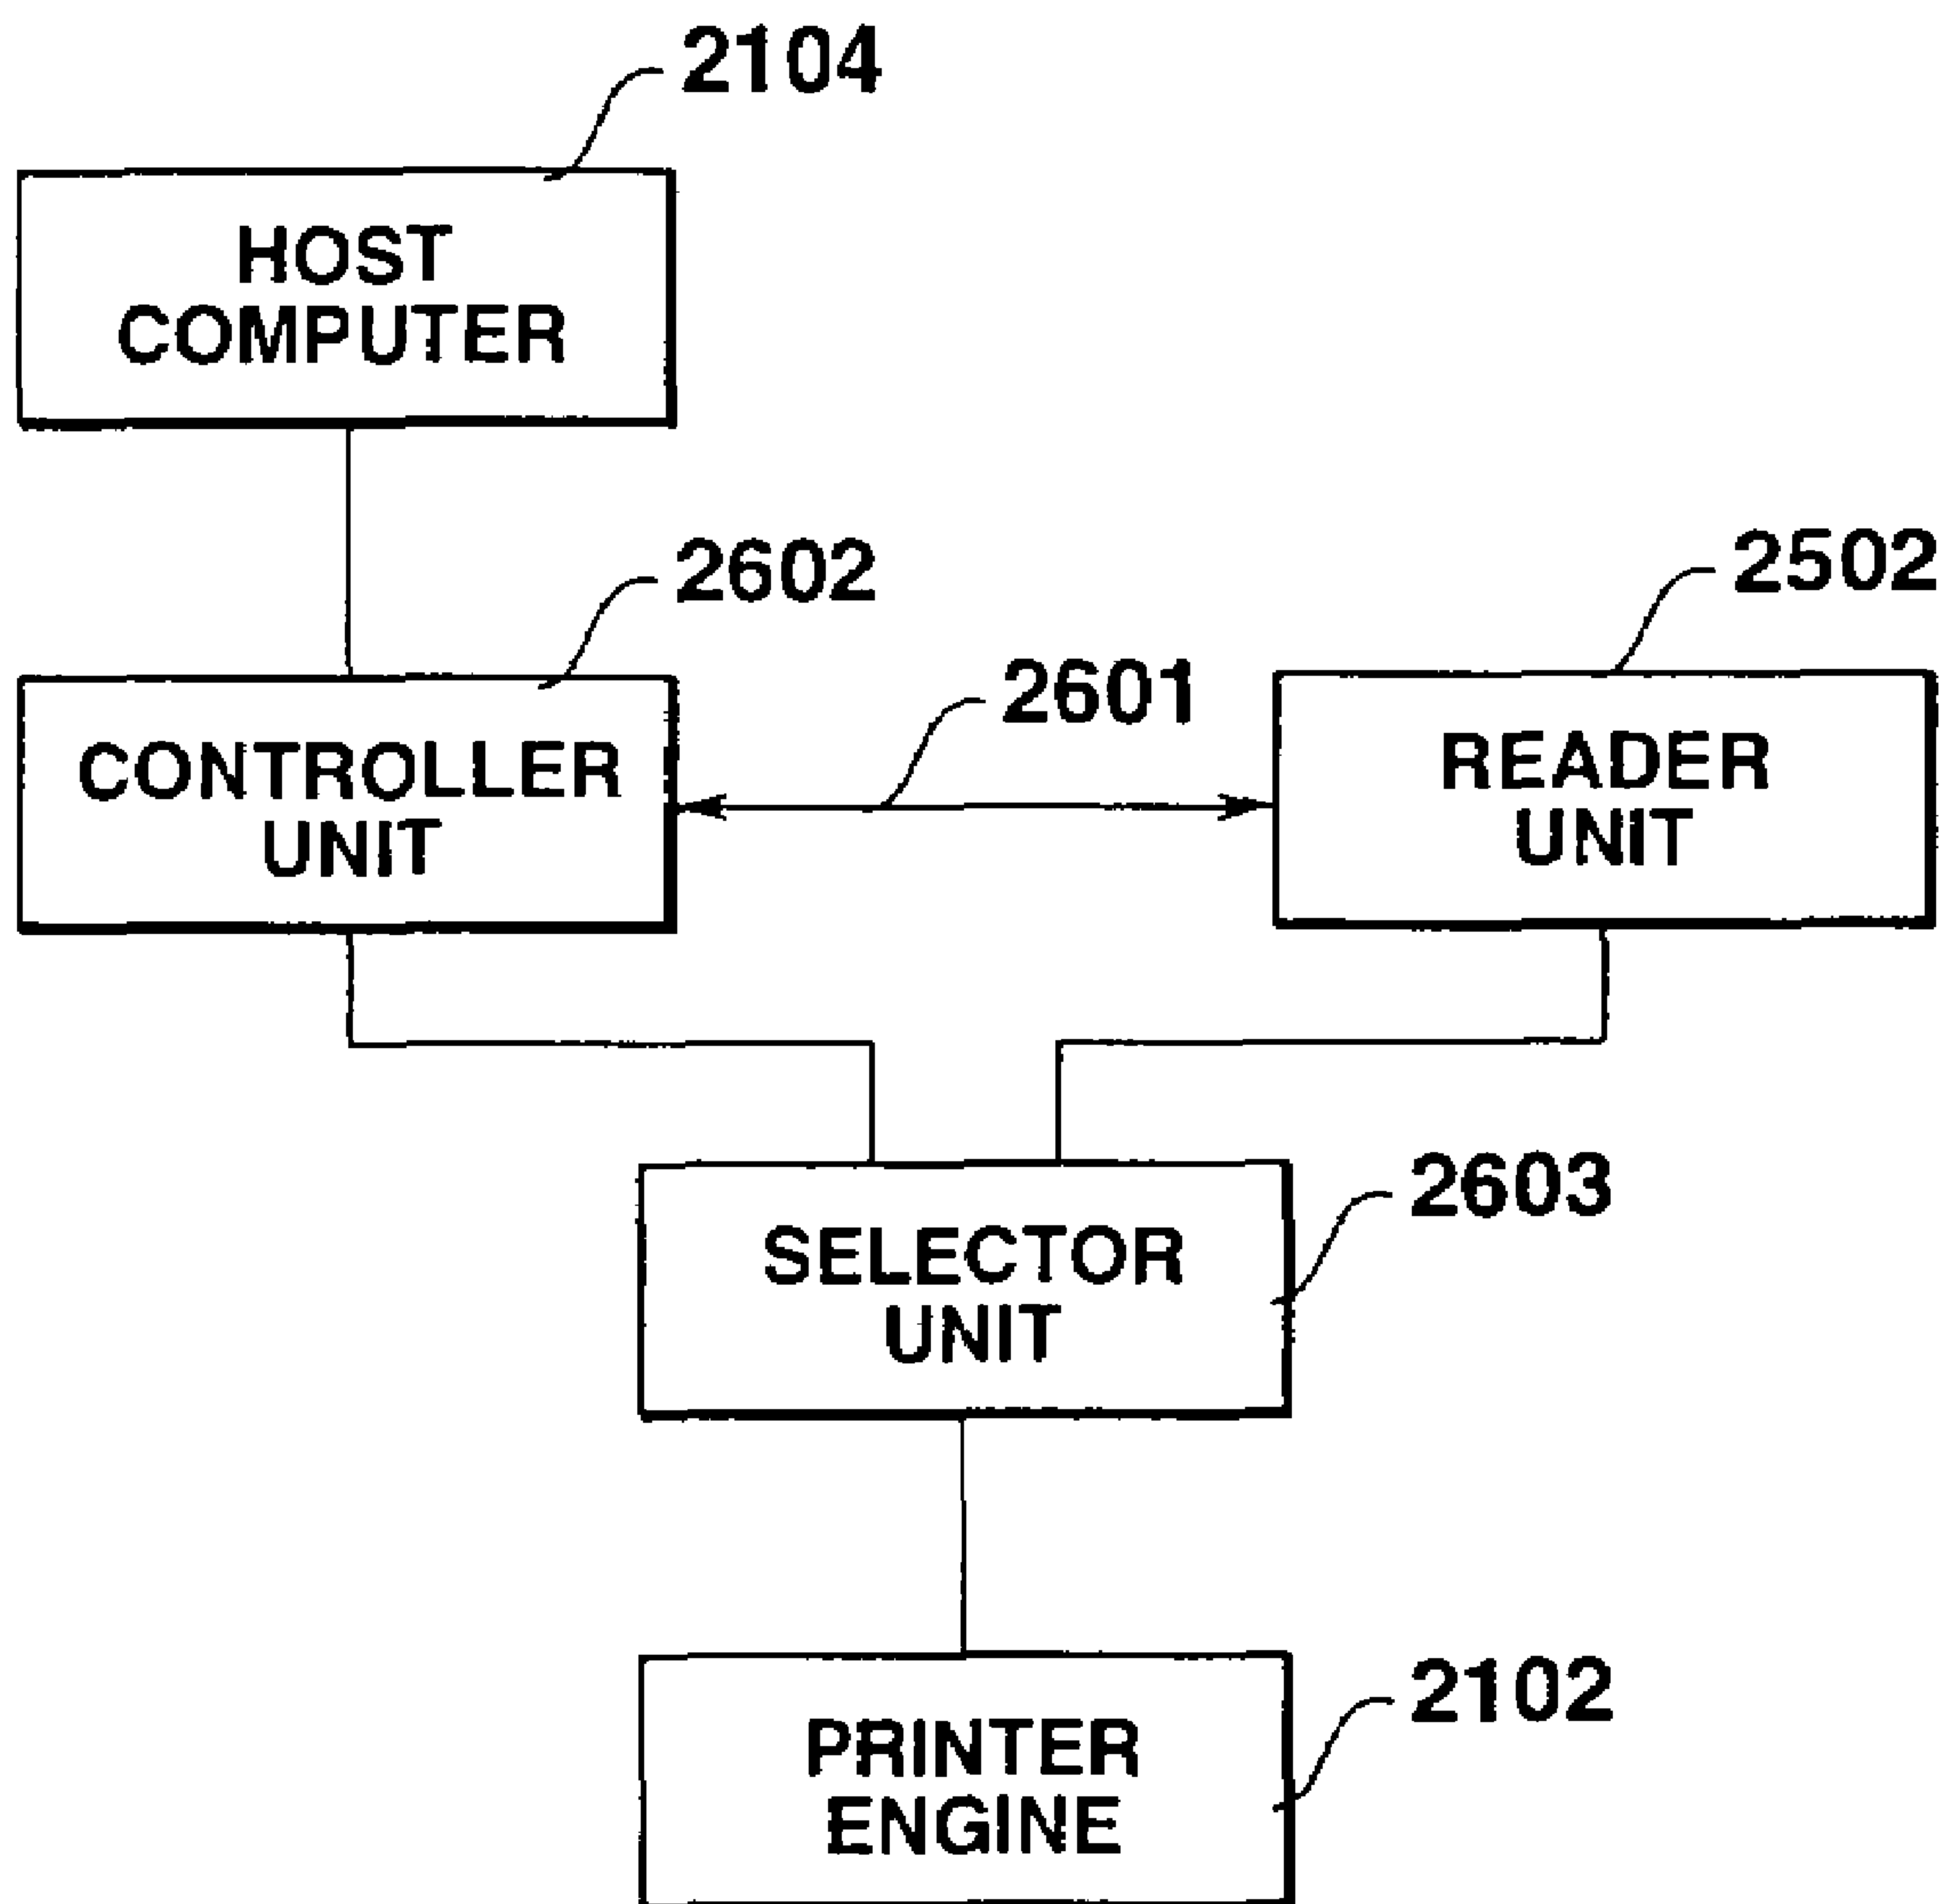 2104
HOST
COMPUTER
2602
2502
2601
CONTROLLER
UNIT
READER
UNIT
2603
SELECTOR
UNIT
2102
PRINTER
ENGINE